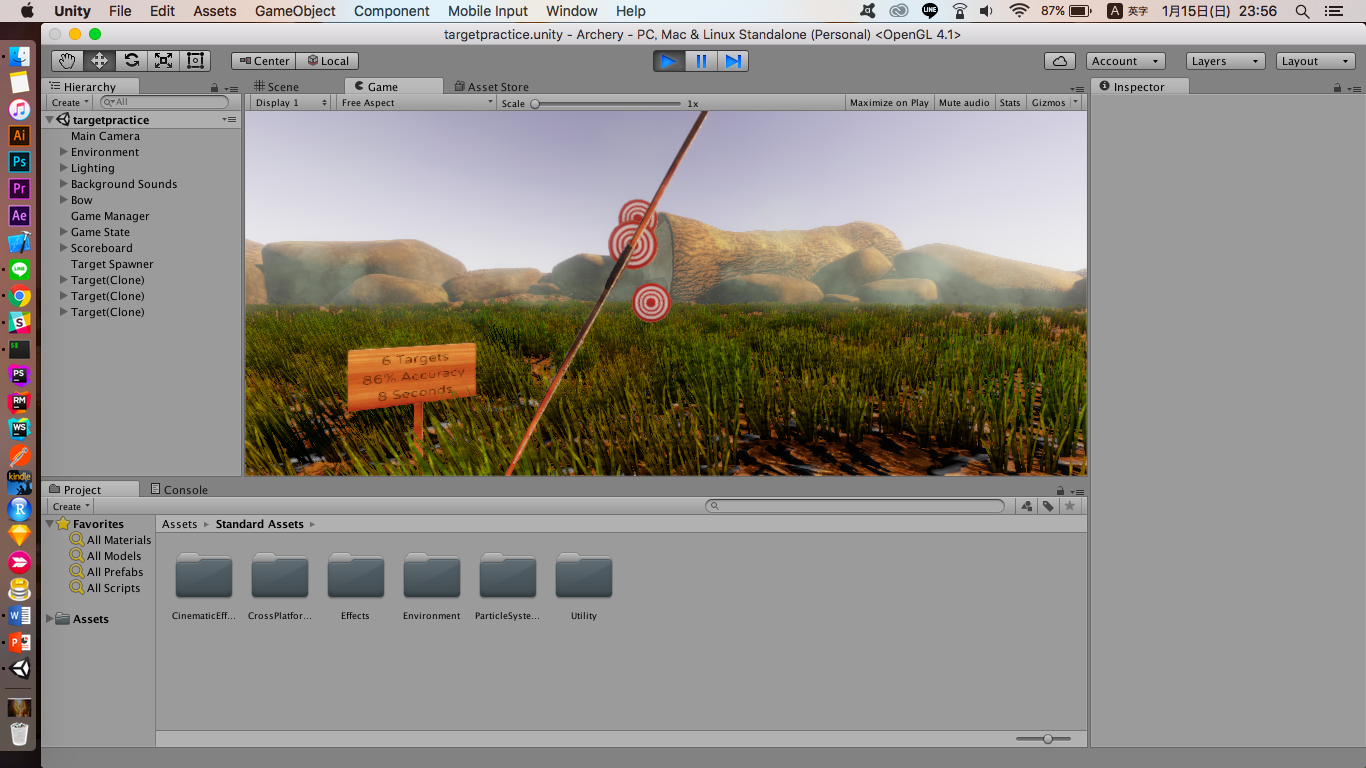 Unity File Edit Assets GameObject Component Mobile Input Window Help
LINE 87% A 英字 1月15日(日) 23:56
targetpractice.unity - Archery - PC, Mac & Linux Standalone (Personal) <OpenGL 4.1>
Center Local Account Layers Layout
Hierarchy
Create All
targetpractice
Main Camera
Environment
Lighting
Background Sounds
Bow
Game Manager
Game State
Scoreboard
Target Spawner
Target(Clone)
Target(Clone)
Target(Clone)
Scene Game Asset Store
Display 1 Free Aspect Scale 1x Maximize on Play Mute audio Stats Gizmos
6 Targets
86% Accuracy
8 Seconds
Inspector
Project Console
Create
Favorites
All Materials
All Models
All Prefabs
All Scripts
Assets
Assets Standard Assets
CinematicEff... CrossPlatfor... Effects Environment ParticleSyste... Utility
Ai
Ps
Pr
Ae
LINE
$$
PS
RM
WS
kindle
R
W
P